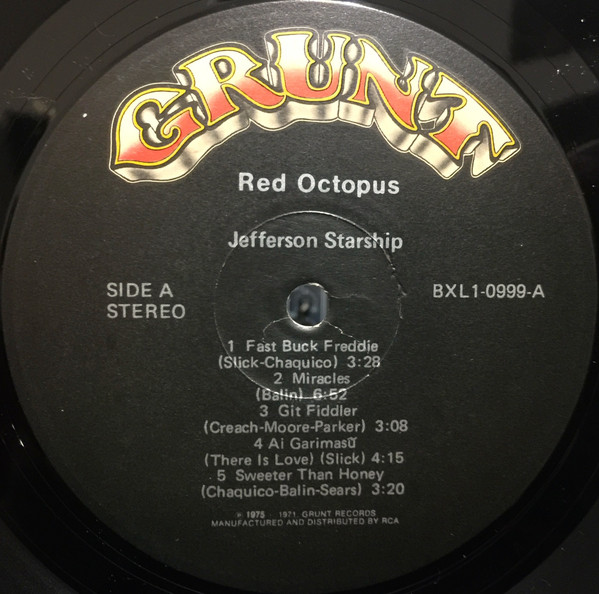 GRUNT
Red Octopus
Jefferson Starship
SIDE A
STEREO
BXL1-0999-A
1 Fast Buck Freddie
(Slick-Chaquico) 3:28
2 Miracles
(Balin) 6:52
3 Git Fiddler
(Creach-Moore-Parker) 3:08
4 Ai Garimasū
(There Is Love) (Slick) 4:15
5 Sweeter Than Honey
(Chaquico-Balin-Sears) 3:20
℗ 1975 1971 GRUNT RECORDS
MANUFACTURED AND DISTRIBUTED BY RCA